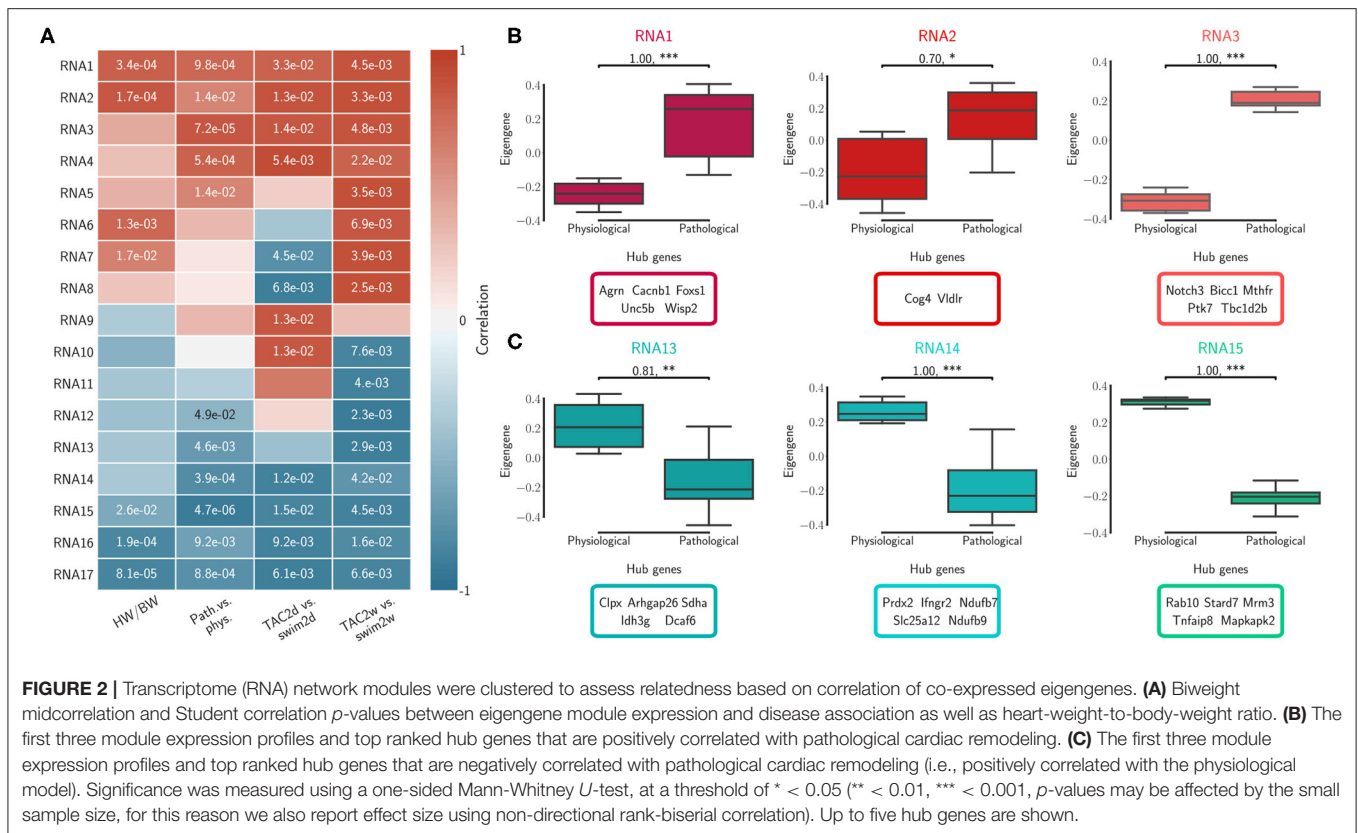 A
RNA1 3.4e-04 9.8e-04 3.3e-02 4.5e-03
RNA2 1.7e-04 1.4e-02 1.3e-02 3.3e-03
RNA3 7.2e-05 1.4e-02 4.8e-03
RNA4 5.4e-04 5.4e-03 2.2e-02
RNA5 1.4e-02 3.5e-03
RNA6 1.3e-03 6.9e-03
RNA7 1.7e-02 4.5e-02 3.9e-03
RNA8 6.8e-03 2.5e-03
RNA9 1.3e-02
RNA10 1.3e-02 7.6e-03
RNA11 4.e-03
RNA12 4.9e-02 2.3e-03
RNA13 4.6e-03 2.9e-03
RNA14 3.9e-04 1.2e-02 4.2e-02
RNA15 2.6e-02 4.7e-06 1.5e-02 4.5e-03
RNA16 1.9e-04 9.2e-03 9.2e-03 1.6e-02
RNA17 8.1e-05 8.8e-04 6.1e-03 6.6e-03
HW/BW
Path.vs.
phys.
TAC2d vs.
swim2d
TAC2w vs.
swim2w
1
0
-1
Correlation
B
RNA1
1.00, ***
Eigengene
0.4
0.2
0.0
−0.2
−0.4
Physiological Pathological
Hub genes
Agrn Cacnb1 Foxs1
Unc5b Wisp2
RNA2
0.70, *
Eigengene
0.4
0.2
0.0
−0.2
−0.4
Physiological Pathological
Hub genes
Cog4 Vldlr
RNA3
1.00, ***
Eigengene
0.4
0.2
0.0
−0.2
−0.4
Physiological Pathological
Hub genes
Notch3 Bicc1 Mthfr
Ptk7 Tbc1d2b
C
RNA13
0.81, **
Eigengene
0.4
0.2
0.0
−0.2
−0.4
Physiological Pathological
Hub genes
Clpx Arhgap26 Sdha
Idh3g Dcaf6
RNA14
1.00, ***
Eigengene
0.4
0.2
0.0
−0.2
−0.4
Physiological Pathological
Hub genes
Prdx2 Ifngr2 Ndufb7
Slc25a12 Ndufb9
RNA15
1.00, ***
Eigengene
0.4
0.2
0.0
−0.2
−0.4
Physiological Pathological
Hub genes
Rab10 Stard7 Mrm3
Tnfaip8 Mapkapk2
FIGURE 2 | Transcriptome (RNA) network modules were clustered to assess relatedness based on correlation of co-expressed eigengenes. (A) Biweight
midcorrelation and Student correlation p-values between eigengene module expression and disease association as well as heart-weight-to-body-weight ratio. (B) The
first three module expression profiles and top ranked hub genes that are positively correlated with pathological cardiac remodeling. (C) The first three module
expression profiles and top ranked hub genes that are negatively correlated with pathological cardiac remodeling (i.e., positively correlated with the physiological
model). Significance was measured using a one-sided Mann-Whitney U-test, at a threshold of * < 0.05 (** < 0.01, *** < 0.001, p-values may be affected by the small
sample size, for this reason we also report effect size using non-directional rank-biserial correlation). Up to five hub genes are shown.